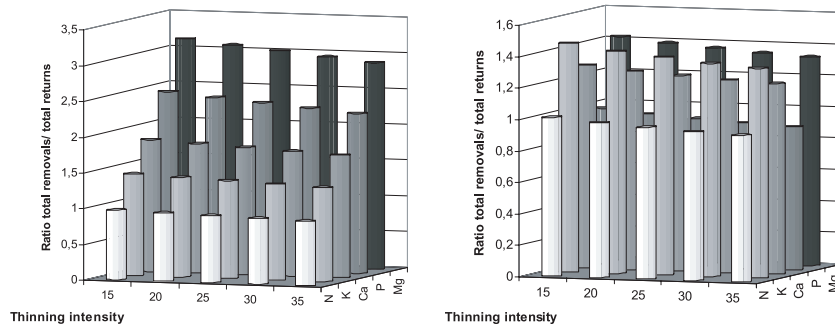 3,5
3
2,5
2
1,5
1
0,5
0
Ratio total removals/ total returns
15
20
25
30
35
N
K
Ca
P
Mg
Thinning intensity
1,6
1,4
1,2
1
0,8
0,6
0,4
0,2
0
Ratio total removals/ total returns
15
20
25
30
35
N
K
Ca
P
Mg
Thinning intensity